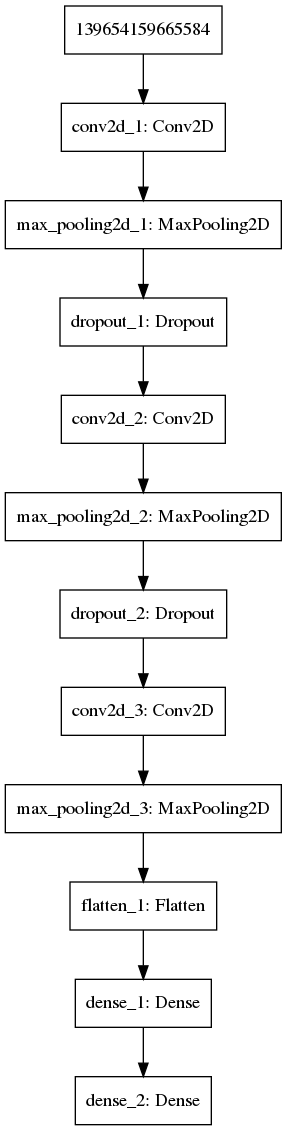 139654159665584
conv2d_1: Conv2D
max_pooling2d_1: MaxPooling2D
dropout_1: Dropout
conv2d_2: Conv2D
max_pooling2d_2: MaxPooling2D
dropout_2: Dropout
conv2d_3: Conv2D
max_pooling2d_3: MaxPooling2D
flatten_1: Flatten
dense_1: Dense
dense_2: Dense